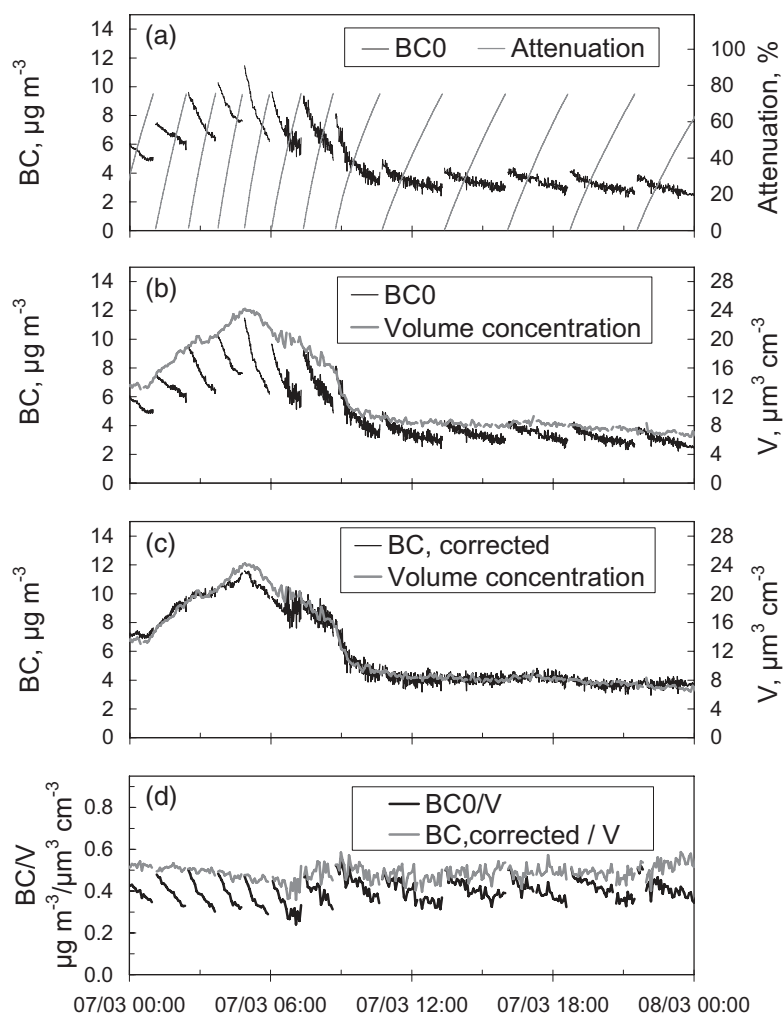 (a)
BC0 Attenuation
14
12
10
8
6
4
2
0
BC, µg m⁻³
100
80
60
40
20
0
Attenuation, %
(b)
BC0
Volume concentration
14
12
10
8
6
4
2
0
BC, µg m⁻³
28
24
20
16
12
8
4
0
V, µm³ cm⁻³
(c)
BC, corrected
Volume concentration
14
12
10
8
6
4
2
0
BC, µg m⁻³
28
24
20
16
12
8
4
0
V, µm³ cm⁻³
(d)
BC0/V
BC,corrected / V
0.8
0.6
0.4
0.2
0.0
BC/V
µg m⁻³/µm³ cm⁻³
07/03 00:00 07/03 06:00 07/03 12:00 07/03 18:00 08/03 00:00